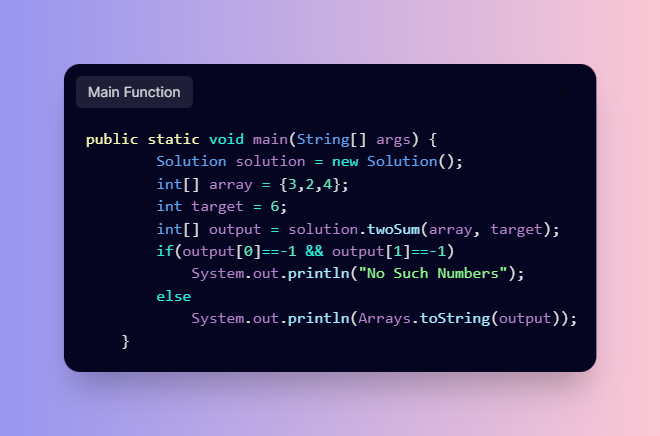 Main Function
public static void main(String[] args) {
        Solution solution = new Solution();
        int[] array = {3,2,4};
        int target = 6;
        int[] output = solution.twoSum(array, target);
        if(output[0]==-1 && output[1]==-1)
            System.out.println("No Such Numbers");
        else
            System.out.println(Arrays.toString(output));
    }